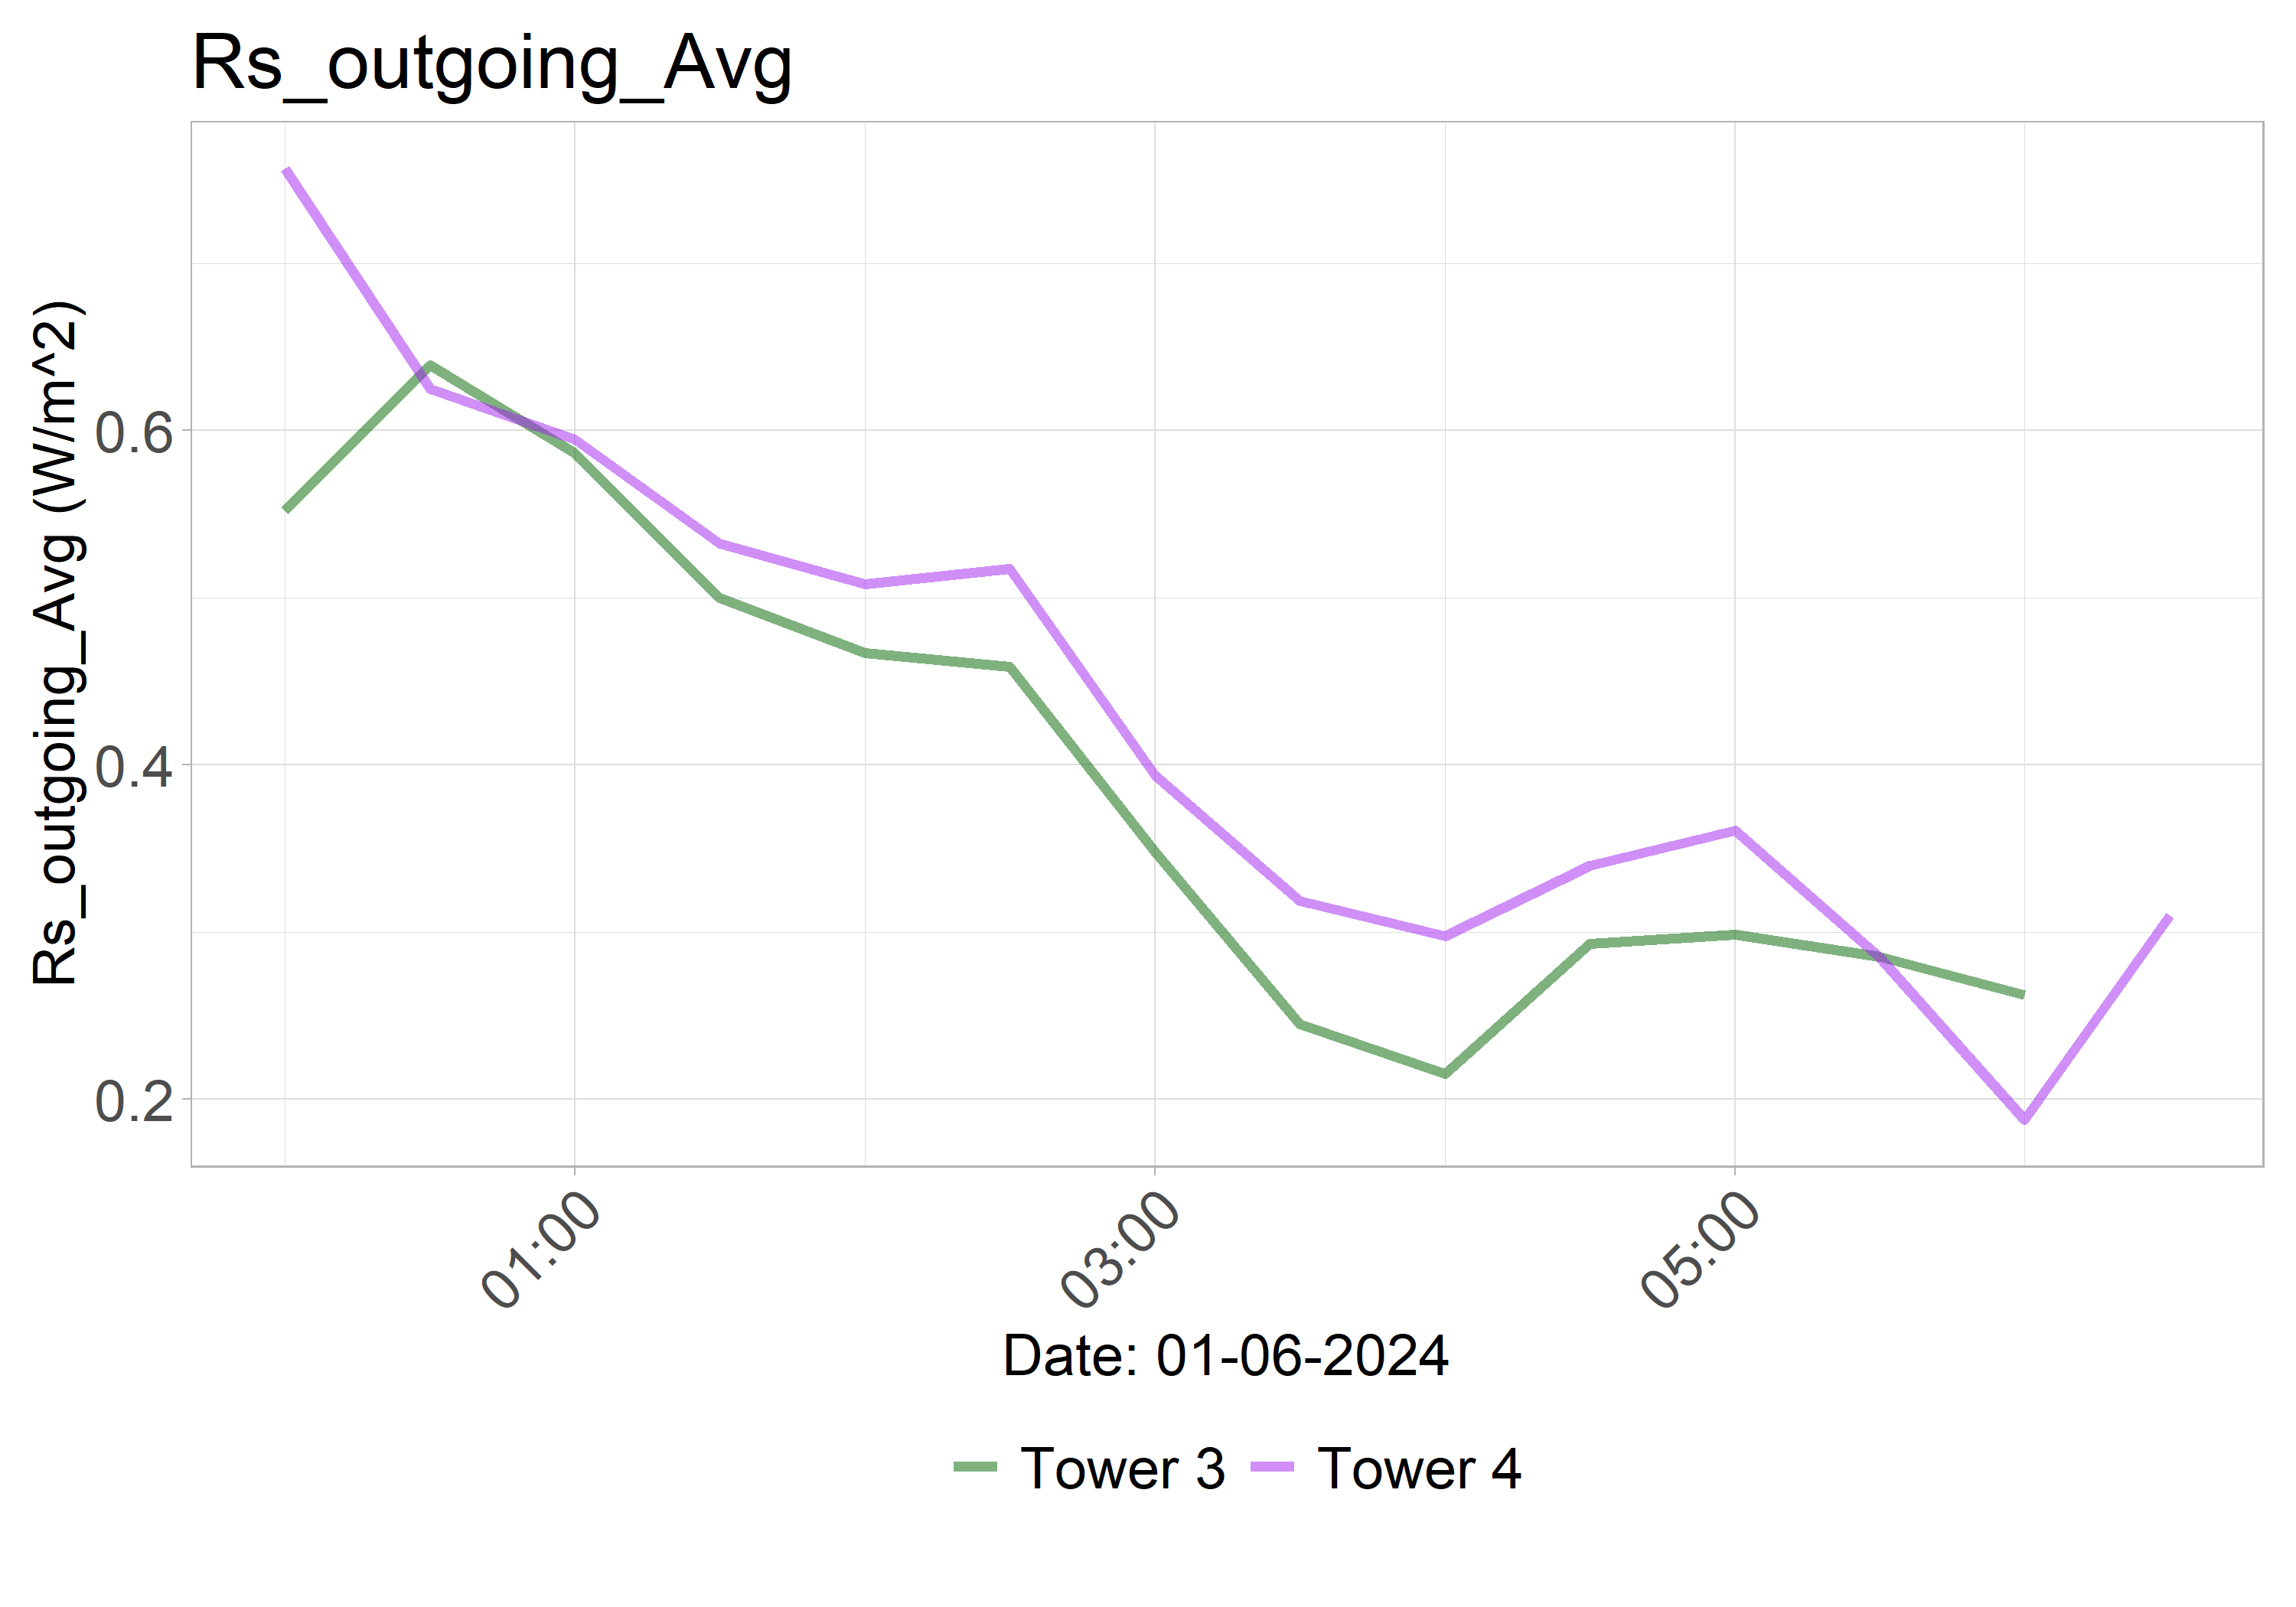 Rs_outgoing_Avg
Rs_outgoing_Avg (W/m^2)
0.6
0.4
0.2
01:00
03:00
05:00
Date: 01-06-2024
Tower 3
Tower 4